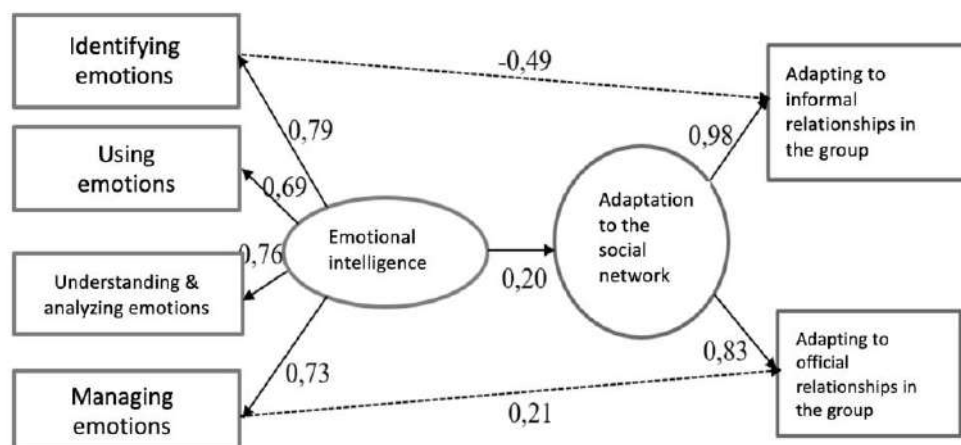 Identifying
emotions
-0,49
Adapting to
informal
relationships in
the group
0,98
0,79
Using
emotions
0,69
Adaptation
to the
social
network
Emotional
intelligence
0,76
0,20
Understanding &
analyzing emotions
0,73
0,83
Adapting to
official
relationships in
the group
Managing
emotions
0,21